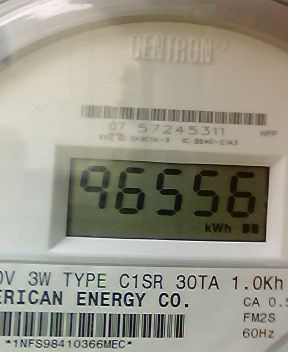 CENTRON
07 57245311 HPP
96556
kWh
0V 3W TYPE C1SR 30TA 1.0Kh
ERICAN ENERGY CO. CA 0.5
FM2S
60Hz
*1NFS98410366MEC*